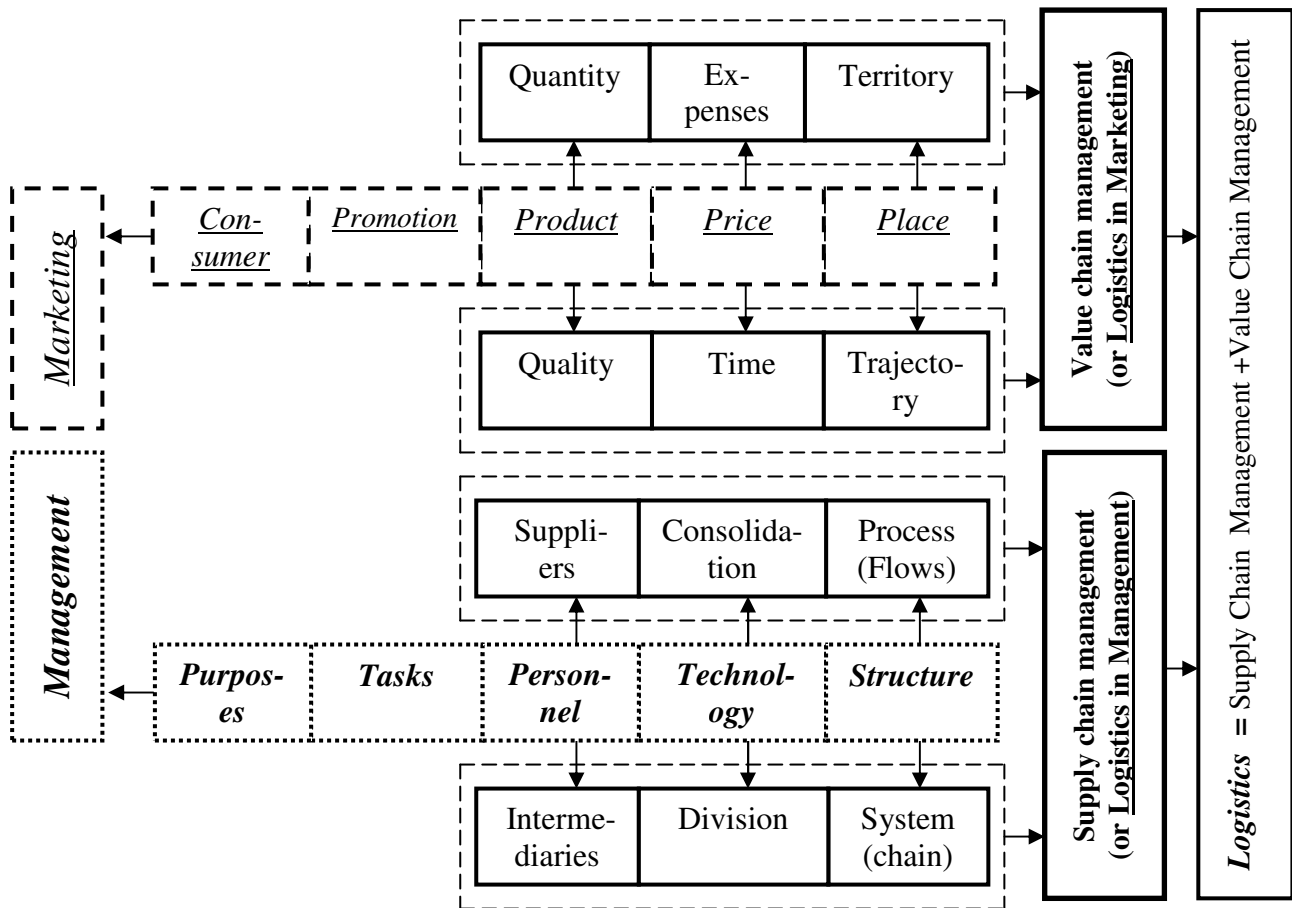 Quantity
Ex-
penses
Territory
Marketing
Con-
sumer
Promotion
Product
Price
Place
Quality
Time
Trajecto-
ry
Value chain management
(or Logistics in Marketing)
Management
Suppli-
ers
Consolida-
tion
Process
(Flows)
Purpos-
es
Tasks
Person-
nel
Technol-
ogy
Structure
Interme-
diaries
Division
System
(chain)
Supply chain management
(or Logistics in Management)
Logistics = Supply Chain Management +Value Chain Management